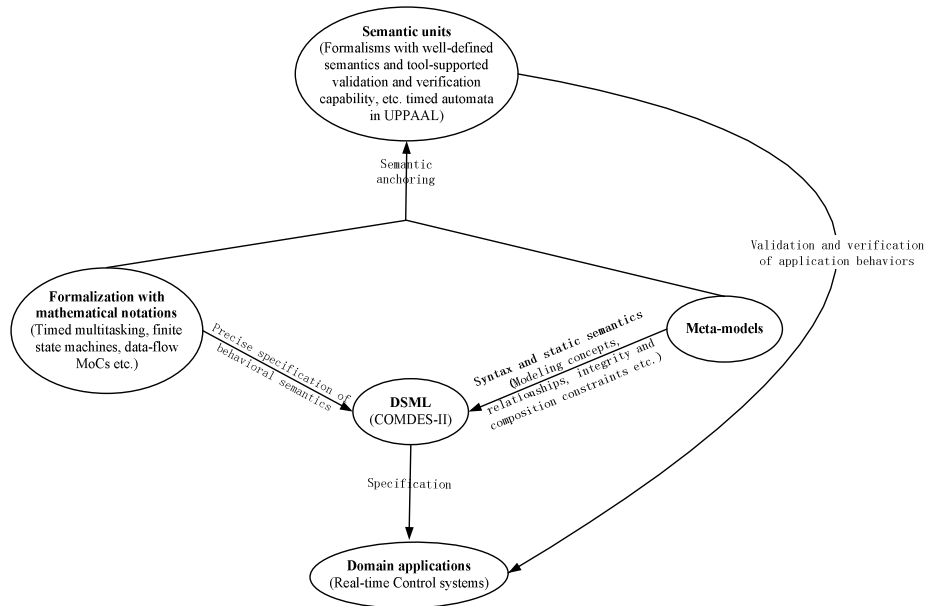 Semantic units
(Formalisms with well-defined
semantics and tool-supported
validation and verification
capability, etc. timed automata
in UPPAAL)
Semantic
anchoring
Validation and verification
of application behaviors
Formalization with
mathematical notations
(Timed multitasking, finite
state machines, data-flow
MoCs etc.)
Precise specification of
behavioral semantics
Syntax and static semantics
(Modeling concepts,
relationships, integrity and
composition constraints etc.)
Meta-models
DSML
(COMDES-II)
Specification
Domain applications
(Real-time Control systems)